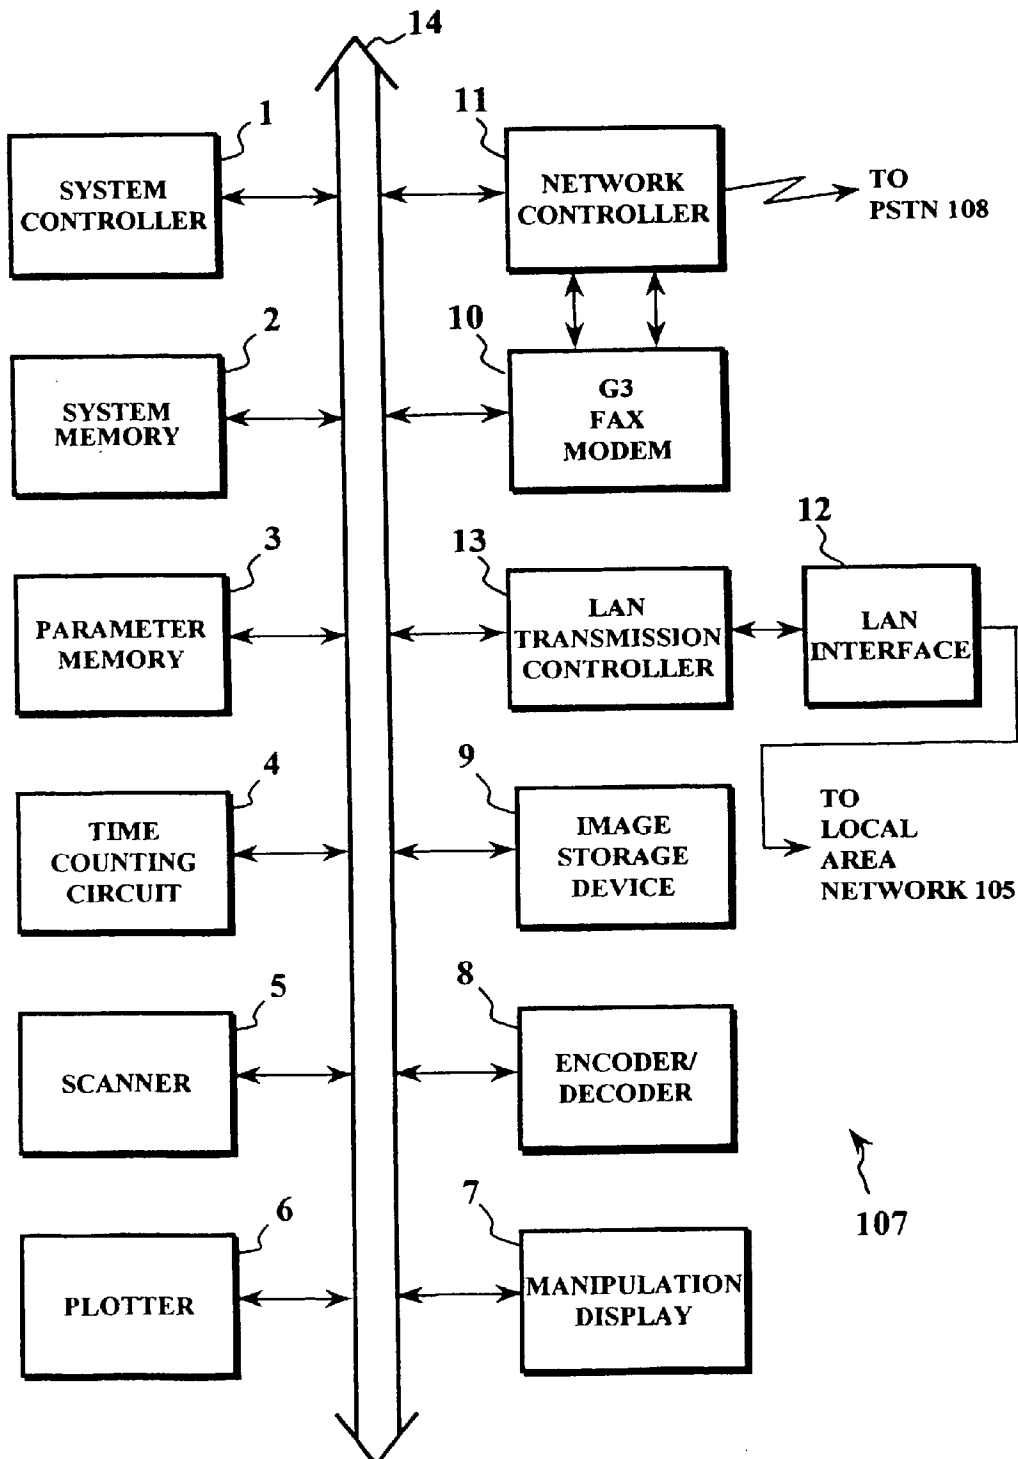 14
1
SYSTEM
CONTROLLER
11
NETWORK
CONTROLLER
TO
PSTN 108
2
SYSTEM
MEMORY
10
G3
FAX
MODEM
3
PARAMETER
MEMORY
13
LAN
TRANSMISSION
CONTROLLER
12
LAN
INTERFACE
4
TIME
COUNTING
CIRCUIT
9
IMAGE
STORAGE
DEVICE
TO
LOCAL
AREA
NETWORK 105
5
SCANNER
8
ENCODER/
DECODER
107
6
PLOTTER
7
MANIPULATION
DISPLAY